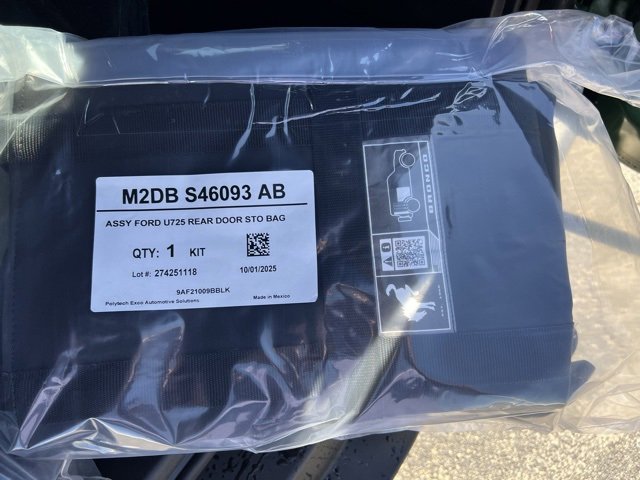 M2DB S46093 AB
ASSY FORD U725 REAR DOOR STO BAG
QTY: 1 KIT
Lot #: 274251118 10/01/2025
9AF21009BBLK
Polytech Exco Automotive Solutions Made in Mexico
BRONCO